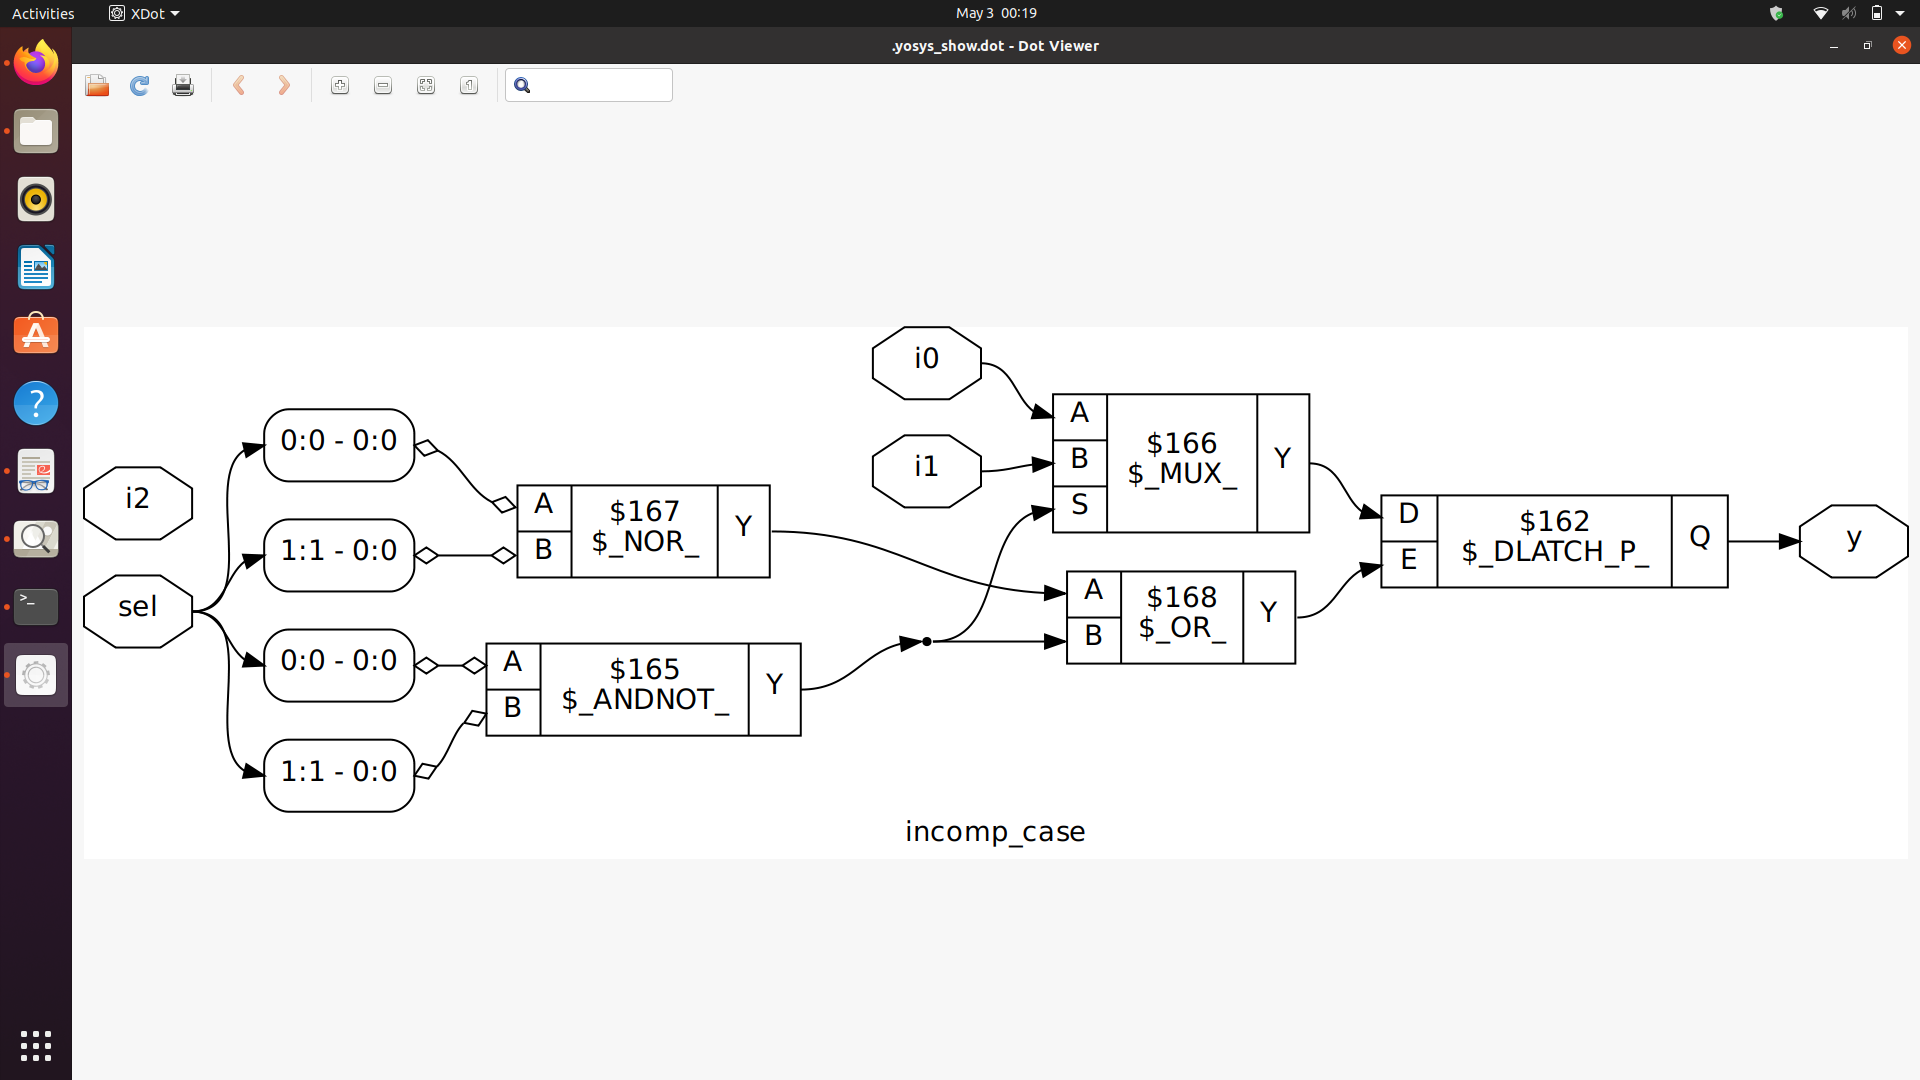 Activities
XDot
May 3 00:19
.yosys_show.dot - Dot Viewer
i0
i1
A
B
S
$166
$_MUX_
Y
0:0 - 0:0
i2
1:1 - 0:0
sel
0:0 - 0:0
1:1 - 0:0
A
B
$167
$_NOR_
Y
A
B
$165
$_ANDNOT_
Y
A
B
$168
$_OR_
Y
D
E
$162
$_DLATCH_P_
Q
y
incomp_case